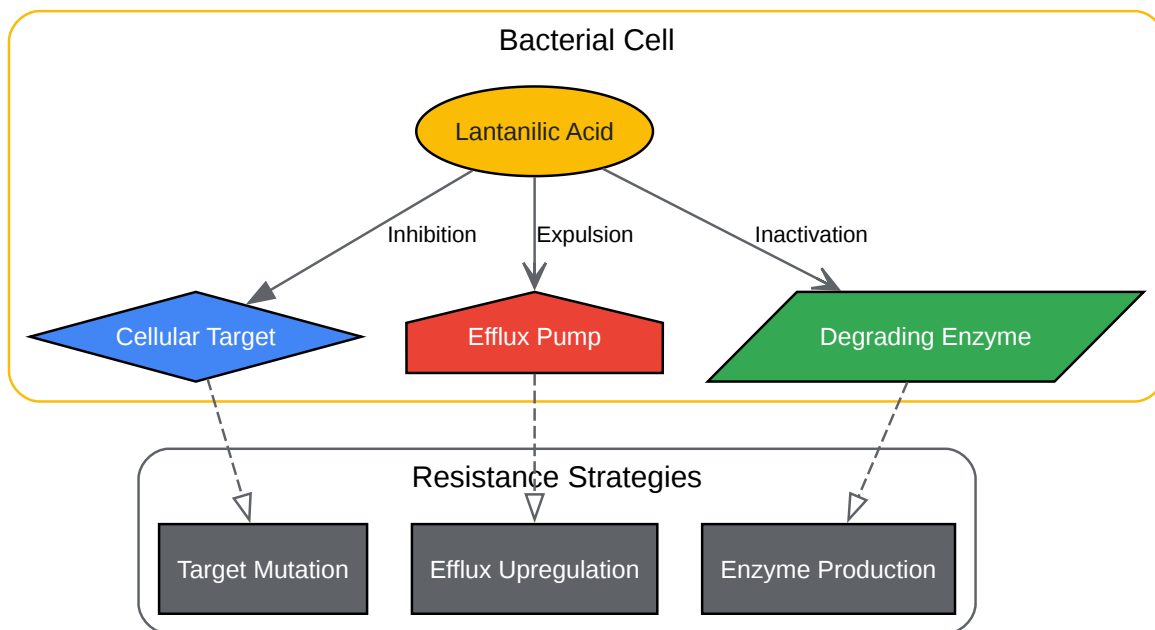 Bacterial Cell
Lantanilic Acid
Inhibition
Expulsion
Inactivation
Cellular Target
Efflux Pump
Degrading Enzyme
Resistance Strategies
Target Mutation
Efflux Upregulation
Enzyme Production